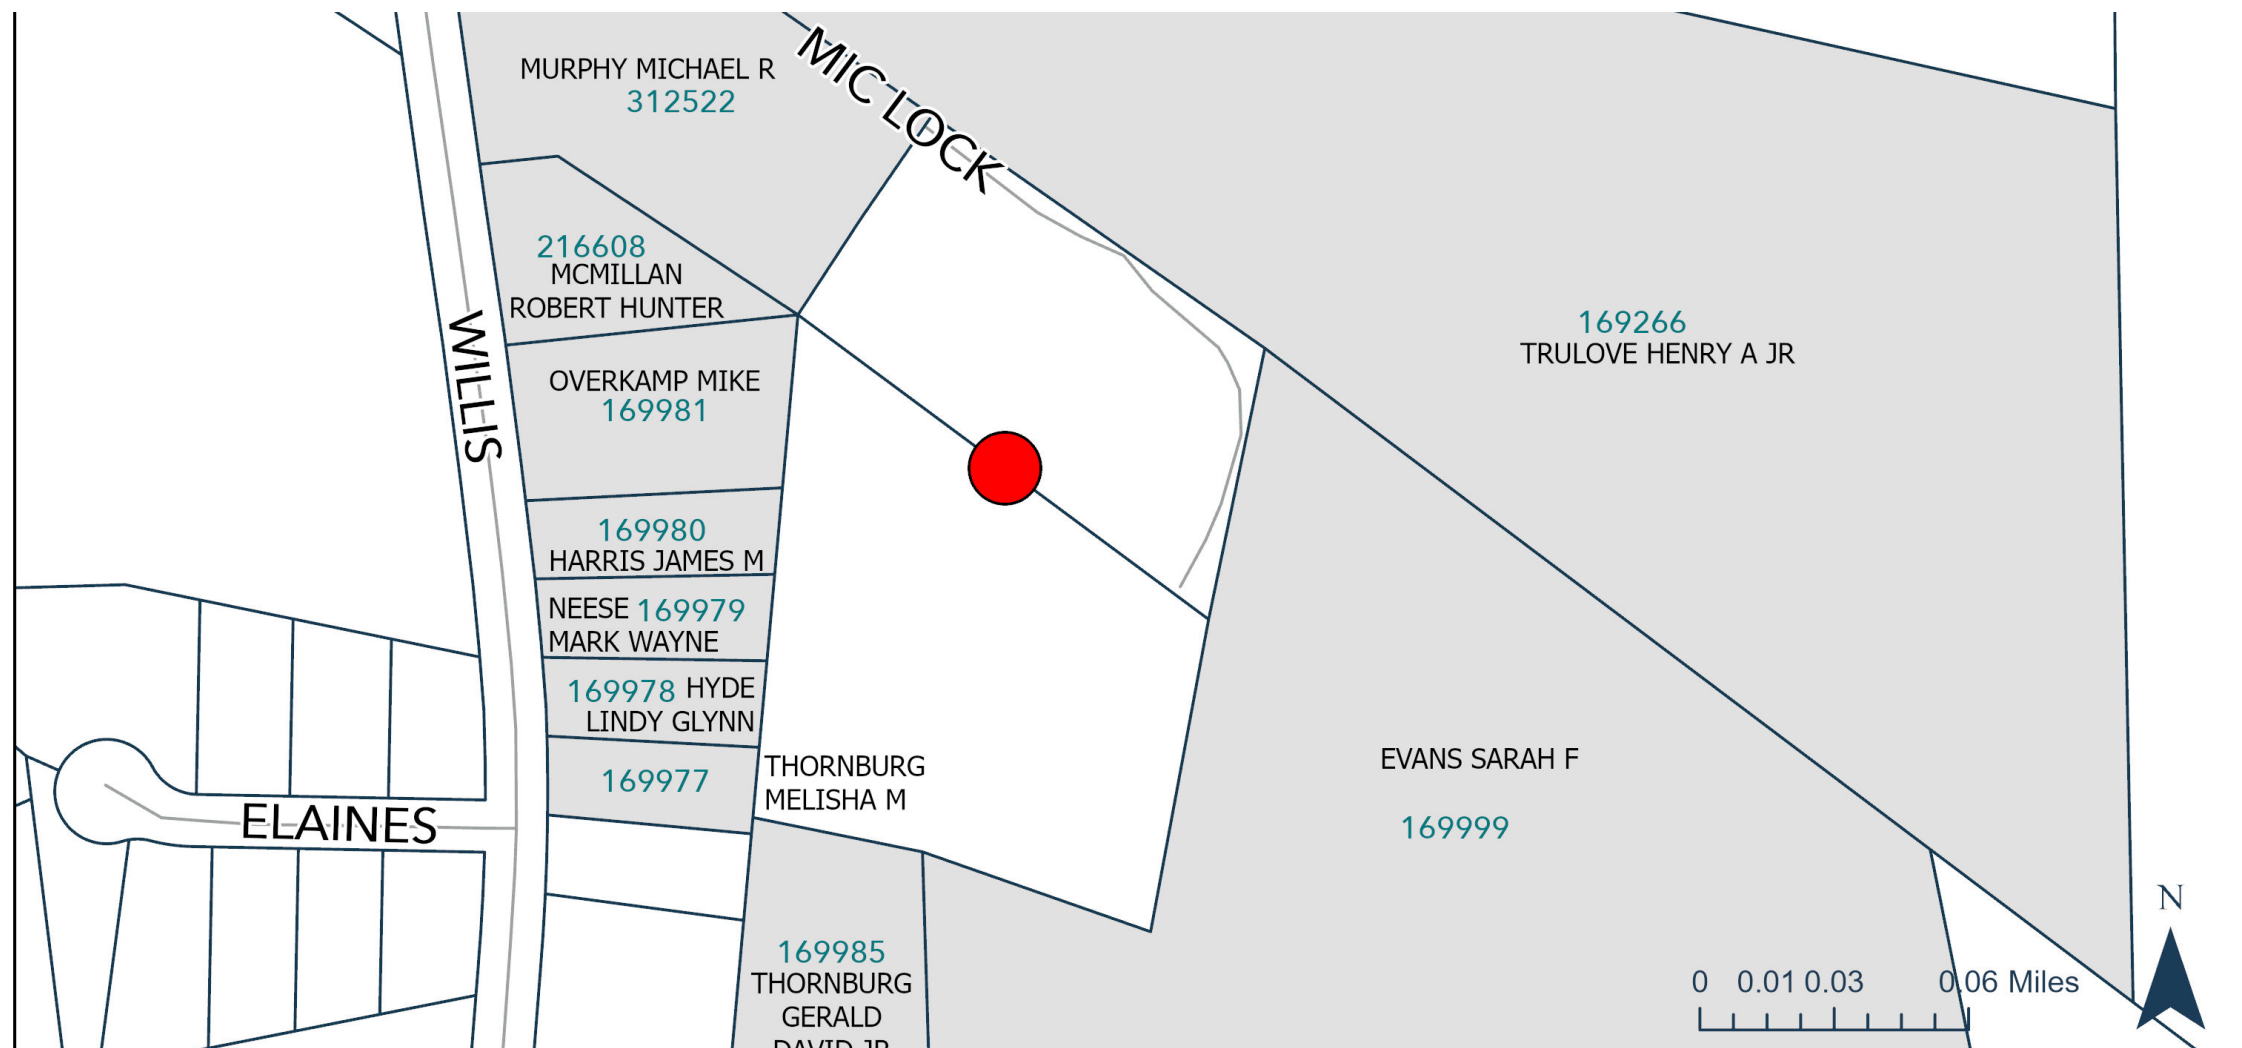 MIC LOCK
MURPHY MICHAEL R
312522
216608
MCMILLAN
ROBERT HUNTER
WILLIS
OVERKAMP MIKE
169981
169266
TRULOVE HENRY A JR
169980
HARRIS JAMES M
NEESE 169979
MARK WAYNE
169978 HYDE
LINDY GLYNN
169977
THORNBURG
MELISHA M
EVANS SARAH F
169999
ELAINES
169985
THORNBURG
GERALD
DAVID JR
N
0 0.01 0.03 0.06 Miles